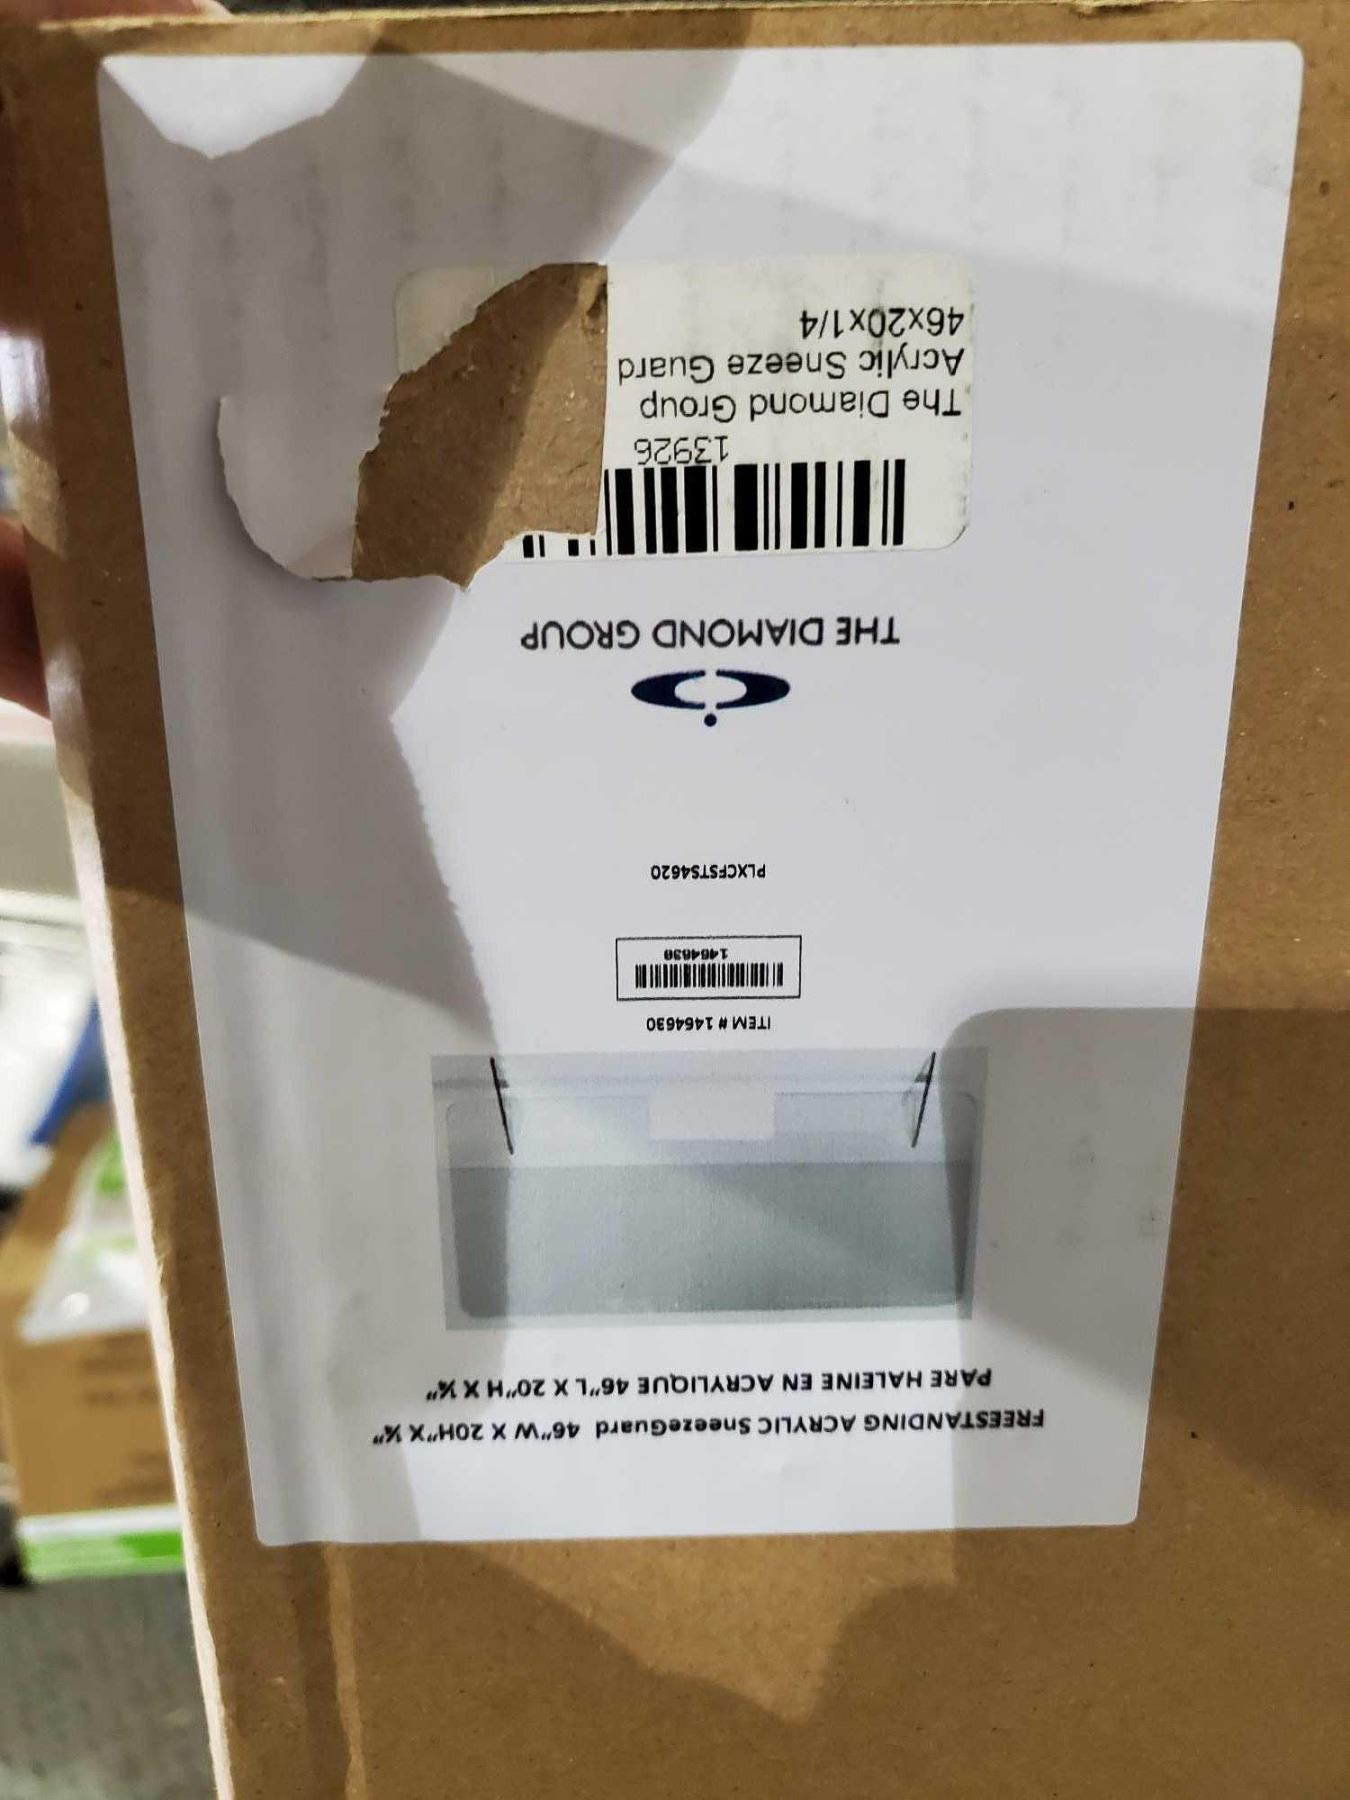 FREESTANDING ACRYLIC SneezeGuard 46"W X 20H"X ¼"
PARE HALEINE EN ACRYLIQUE 46"L X 20"H X ¼"
ITEM # 1464630
1464630
PLXCFSTS4620
THE DIAMOND GROUP
13926
The Diamond Group
Acrylic Sneeze Guard
46x20x1/4